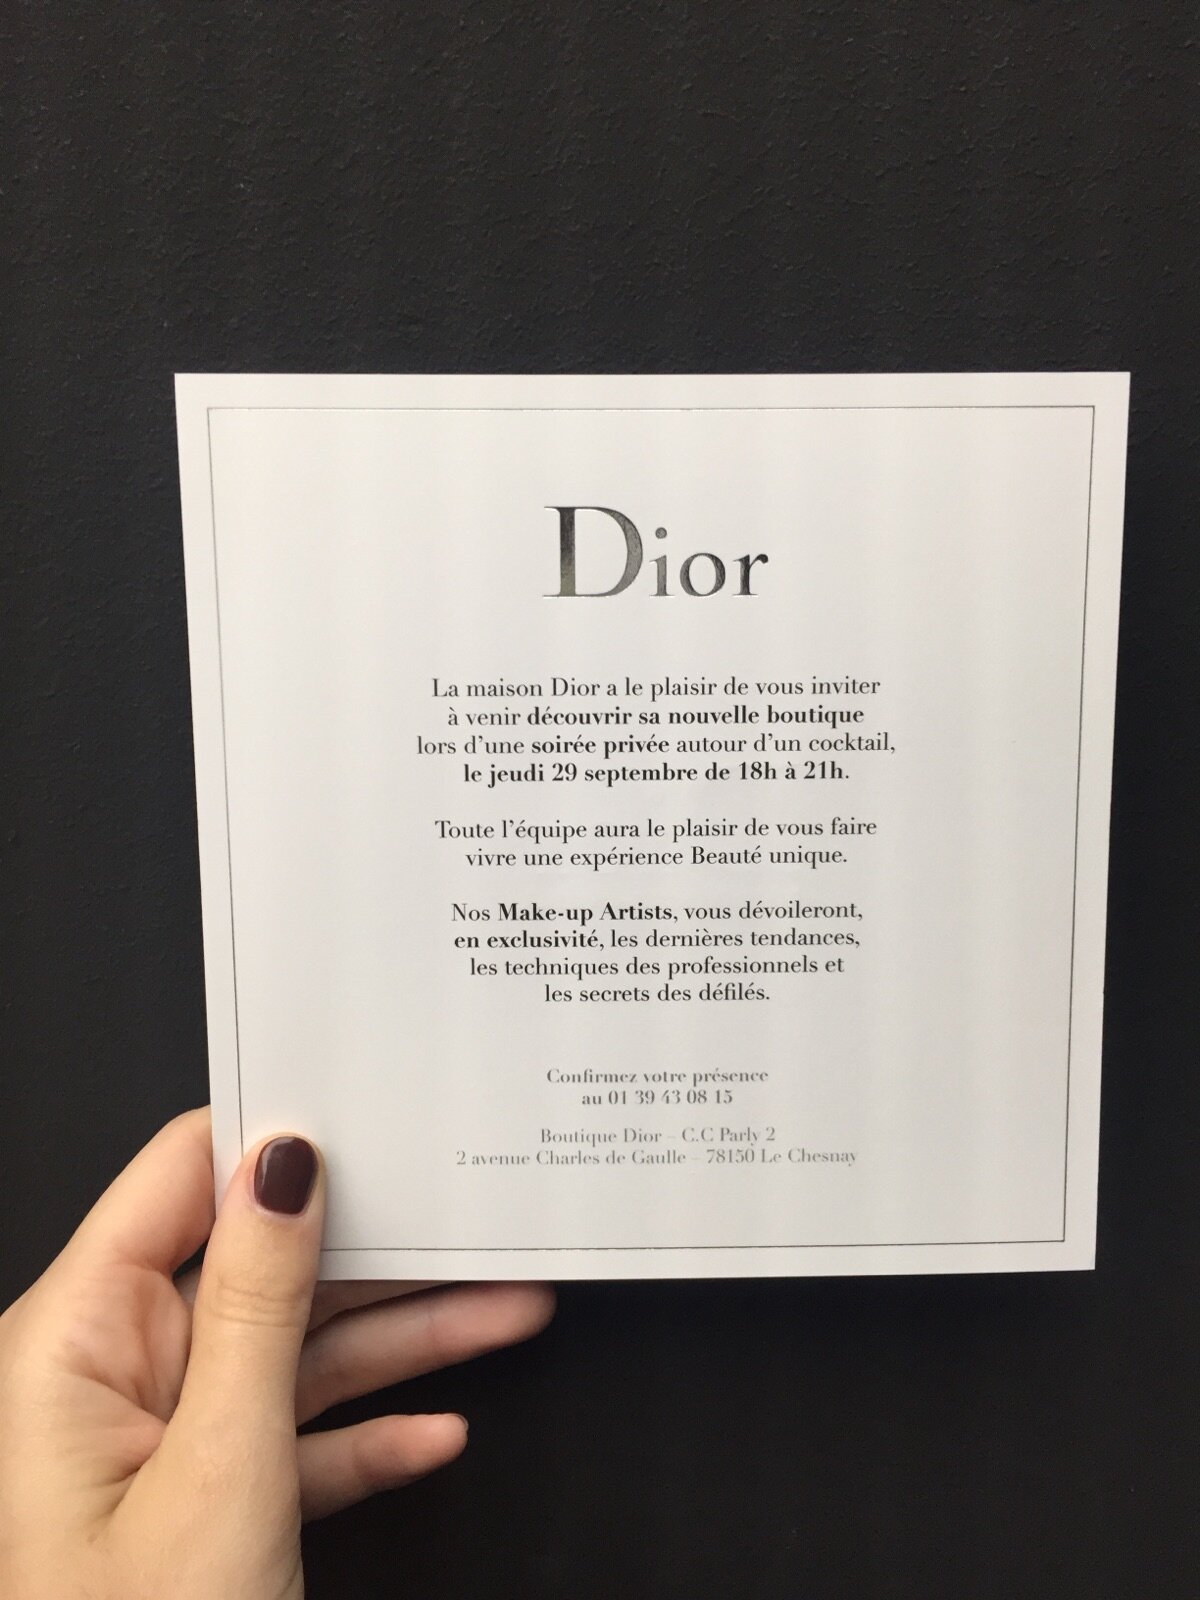 Dior
La maison Dior a le plaisir de vous inviter
à venir découvrir sa nouvelle boutique
lors d’une soirée privée autour d’un cocktail,
le jeudi 29 septembre de 18h à 21h.
Toute l’équipe aura le plaisir de vous faire
vivre une expérience Beauté unique.
Nos Make-up Artists, vous dévoileront,
en exclusivité, les dernières tendances,
les techniques des professionnels et
les secrets des défilés.
Confirmez votre présence
au 01 39 43 08 15
Boutique Dior – C.C Parly 2
2 avenue Charles de Gaulle – 78150 Le Chesnay